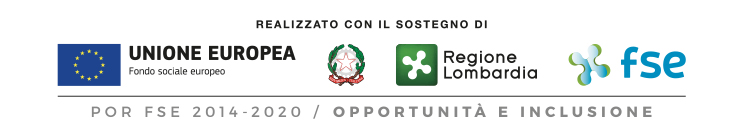 REALIZZATO CON IL SOSTEGNO DI
UNIONE EUROPEA
Fondo sociale europeo
Regione
Lombardia
fse
POR FSE 2014-2020 / OPPORTUNITÀ E INCLUSIONE